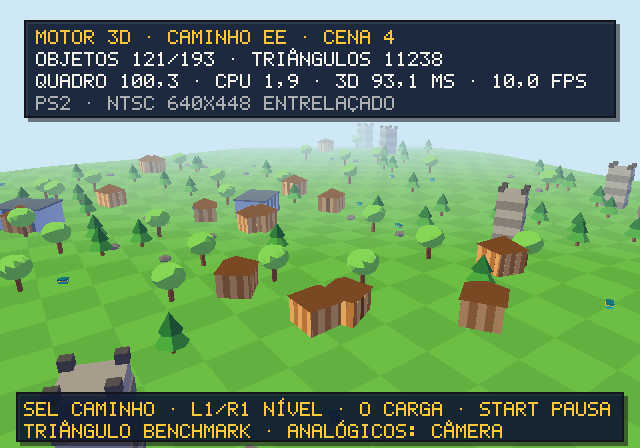 MOTOR 3D · CAMINHO EE · CENA 4
OBJETOS 121/193 · TRIÂNGULOS 11238
QUADRO 100,3 · CPU 1,9 · 3D 93,1 MS · 10,0 FPS
PS2 · NTSC 640X448 ENTRELAÇADO
SEL CAMINHO · L1/R1 NÍVEL · O CARGA · START PAUSA
TRIÂNGULO BENCHMARK · ANALÓGICOS: CÂMERA